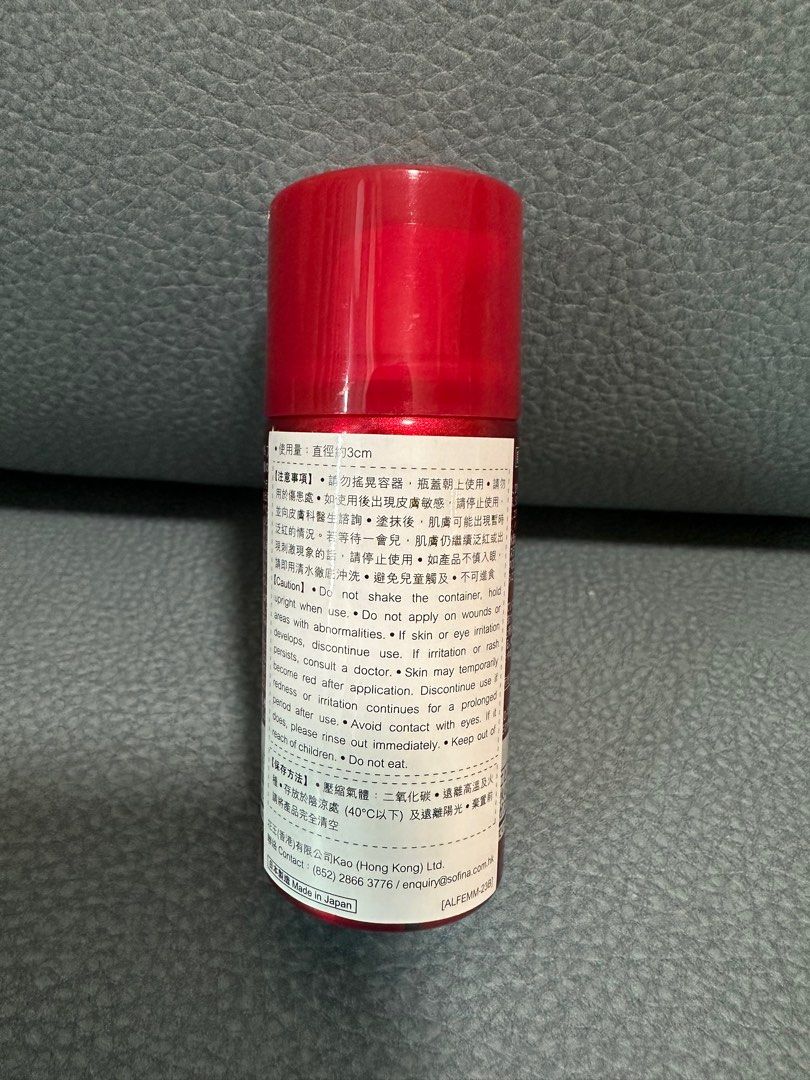 • 使用量：直徑約3cm
【注意事項】• 請勿搖晃容器，瓶蓋朝上使用 • 請勿
用於傷患處 • 如使用後出現皮膚敏感，請停止使用，
並向皮膚科醫生諮詢 • 塗抹後，肌膚可能出現暫時
泛紅的情況。若等待一會兒，肌膚仍繼續泛紅或出
現刺激現象的話，請停止使用 • 如產品不慎入眼，
請即用清水徹底沖洗 • 避免兒童觸及 • 不可進食
【Caution】• Do not shake the container, hold
upright when use. • Do not apply on wounds or
areas with abnormalities. • If skin or eye irritation
develops, discontinue use. If irritation or rash
persists, consult a doctor. • Skin may temporarily
become red after application. Discontinue use if
redness or irritation continues for a prolonged
period after use. • Avoid contact with eyes. If it
does, please rinse out immediately. • Keep out of
reach of children. • Do not eat.
【保存方法】• 壓縮氣體：二氧化碳 • 遠離高溫及火
種 • 存放於陰涼處 (40°C以下) 及遠離陽光 • 棄置前
請將產品完全清空
花王(香港)有限公司Kao (Hong Kong) Ltd.
聯絡 Contact : (852) 2866 3776 / enquiry@sofina.com.hk
日本製造 Made in Japan
[ALFEMM-23B]